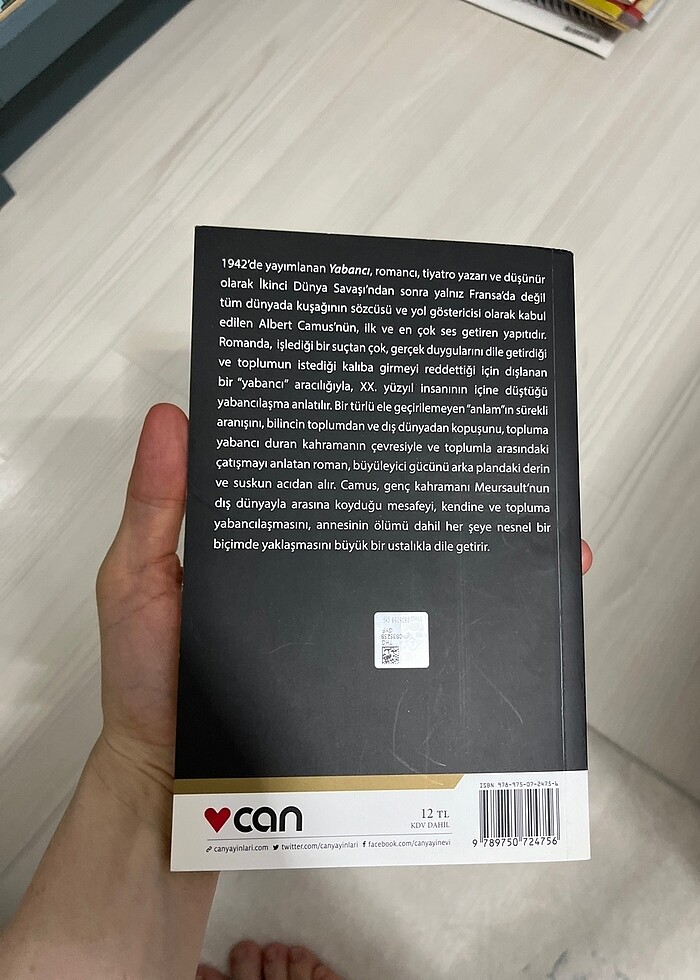 1942'de yayımlanan Yabancı, romancı, tiyatro yazarı ve düşünür
olarak İkinci Dünya Savaşı'ndan sonra yalnız Fransa'da değil
tüm dünyada kuşağının sözcüsü ve yol göstericisi olarak kabul
edilen Albert Camus'nün, ilk ve en çok ses getiren yapıtıdır.
Romanda, işlediği bir suçtan çok, gerçek duygularını dile getirdiği
ve toplumun istediği kalıba girmeyi reddettiği için dışlanan
bir "yabancı" aracılığıyla, XX. yüzyıl insanının içine düştüğü
yabancılaşma anlatılır. Bir türlü ele geçirilemeyen "anlam"ın sürekli
aranışını, bilincin toplumdan ve dış dünyadan kopuşunu, topluma
yabancı duran kahramanın çevresiyle ve toplumla arasındaki
çatışmayı anlatan roman, büyüleyici gücünü arka plandaki derin
ve suskun acıdan alır. Camus, genç kahramanı Meursault'nun
dış dünyayla arasına koyduğu mesafeyi, kendine ve topluma
yabancılaşmasını, annesinin ölümü dahil her şeye nesnel bir
biçimde yaklaşmasını büyük bir ustalıkla dile getirir.
can
12 TL
KDV DAHİL
canyayinlari.com twitter.com/canyayinlari facebook.com/canyayinevi
ISBN 978-975-07-2475-6
9 789750 724756